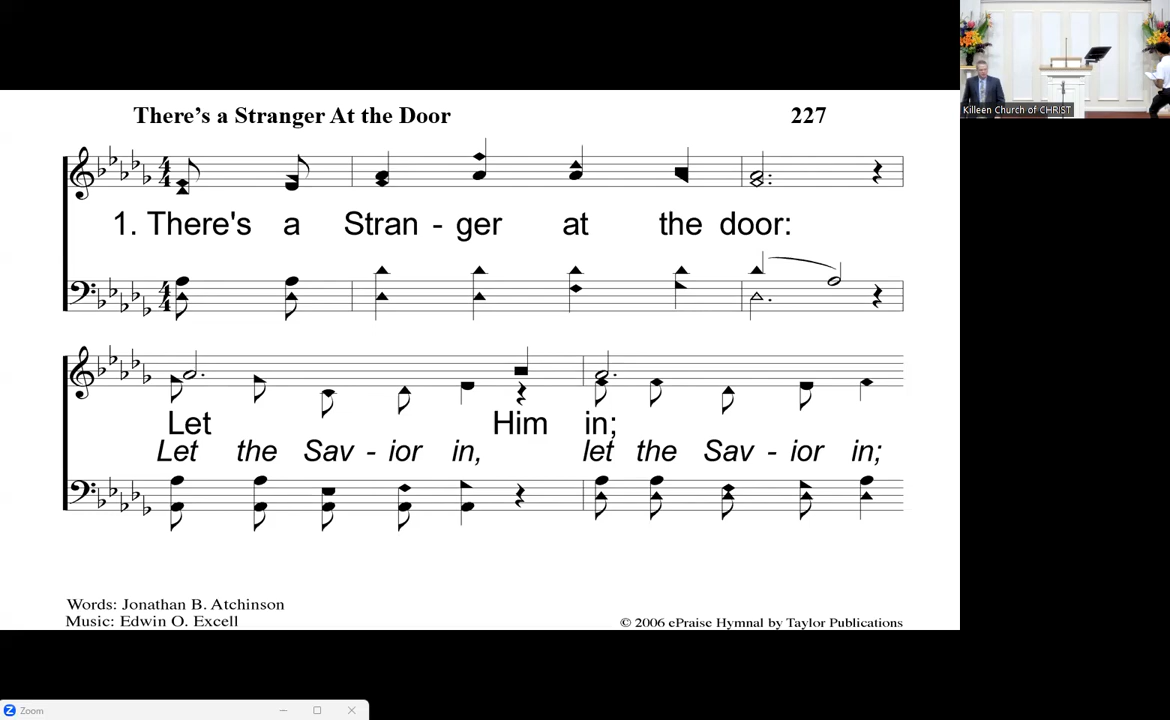 There's a Stranger At the Door 227
Killeen Church of CHRIST
1. There's a Stran - ger at the door:
Let Him in;
Let the Sav - ior in, let the Sav - ior in;
Words: Jonathan B. Atchinson
Music: Edwin O. Excell
© 2006 ePraise Hymnal by Taylor Publications
Zoom